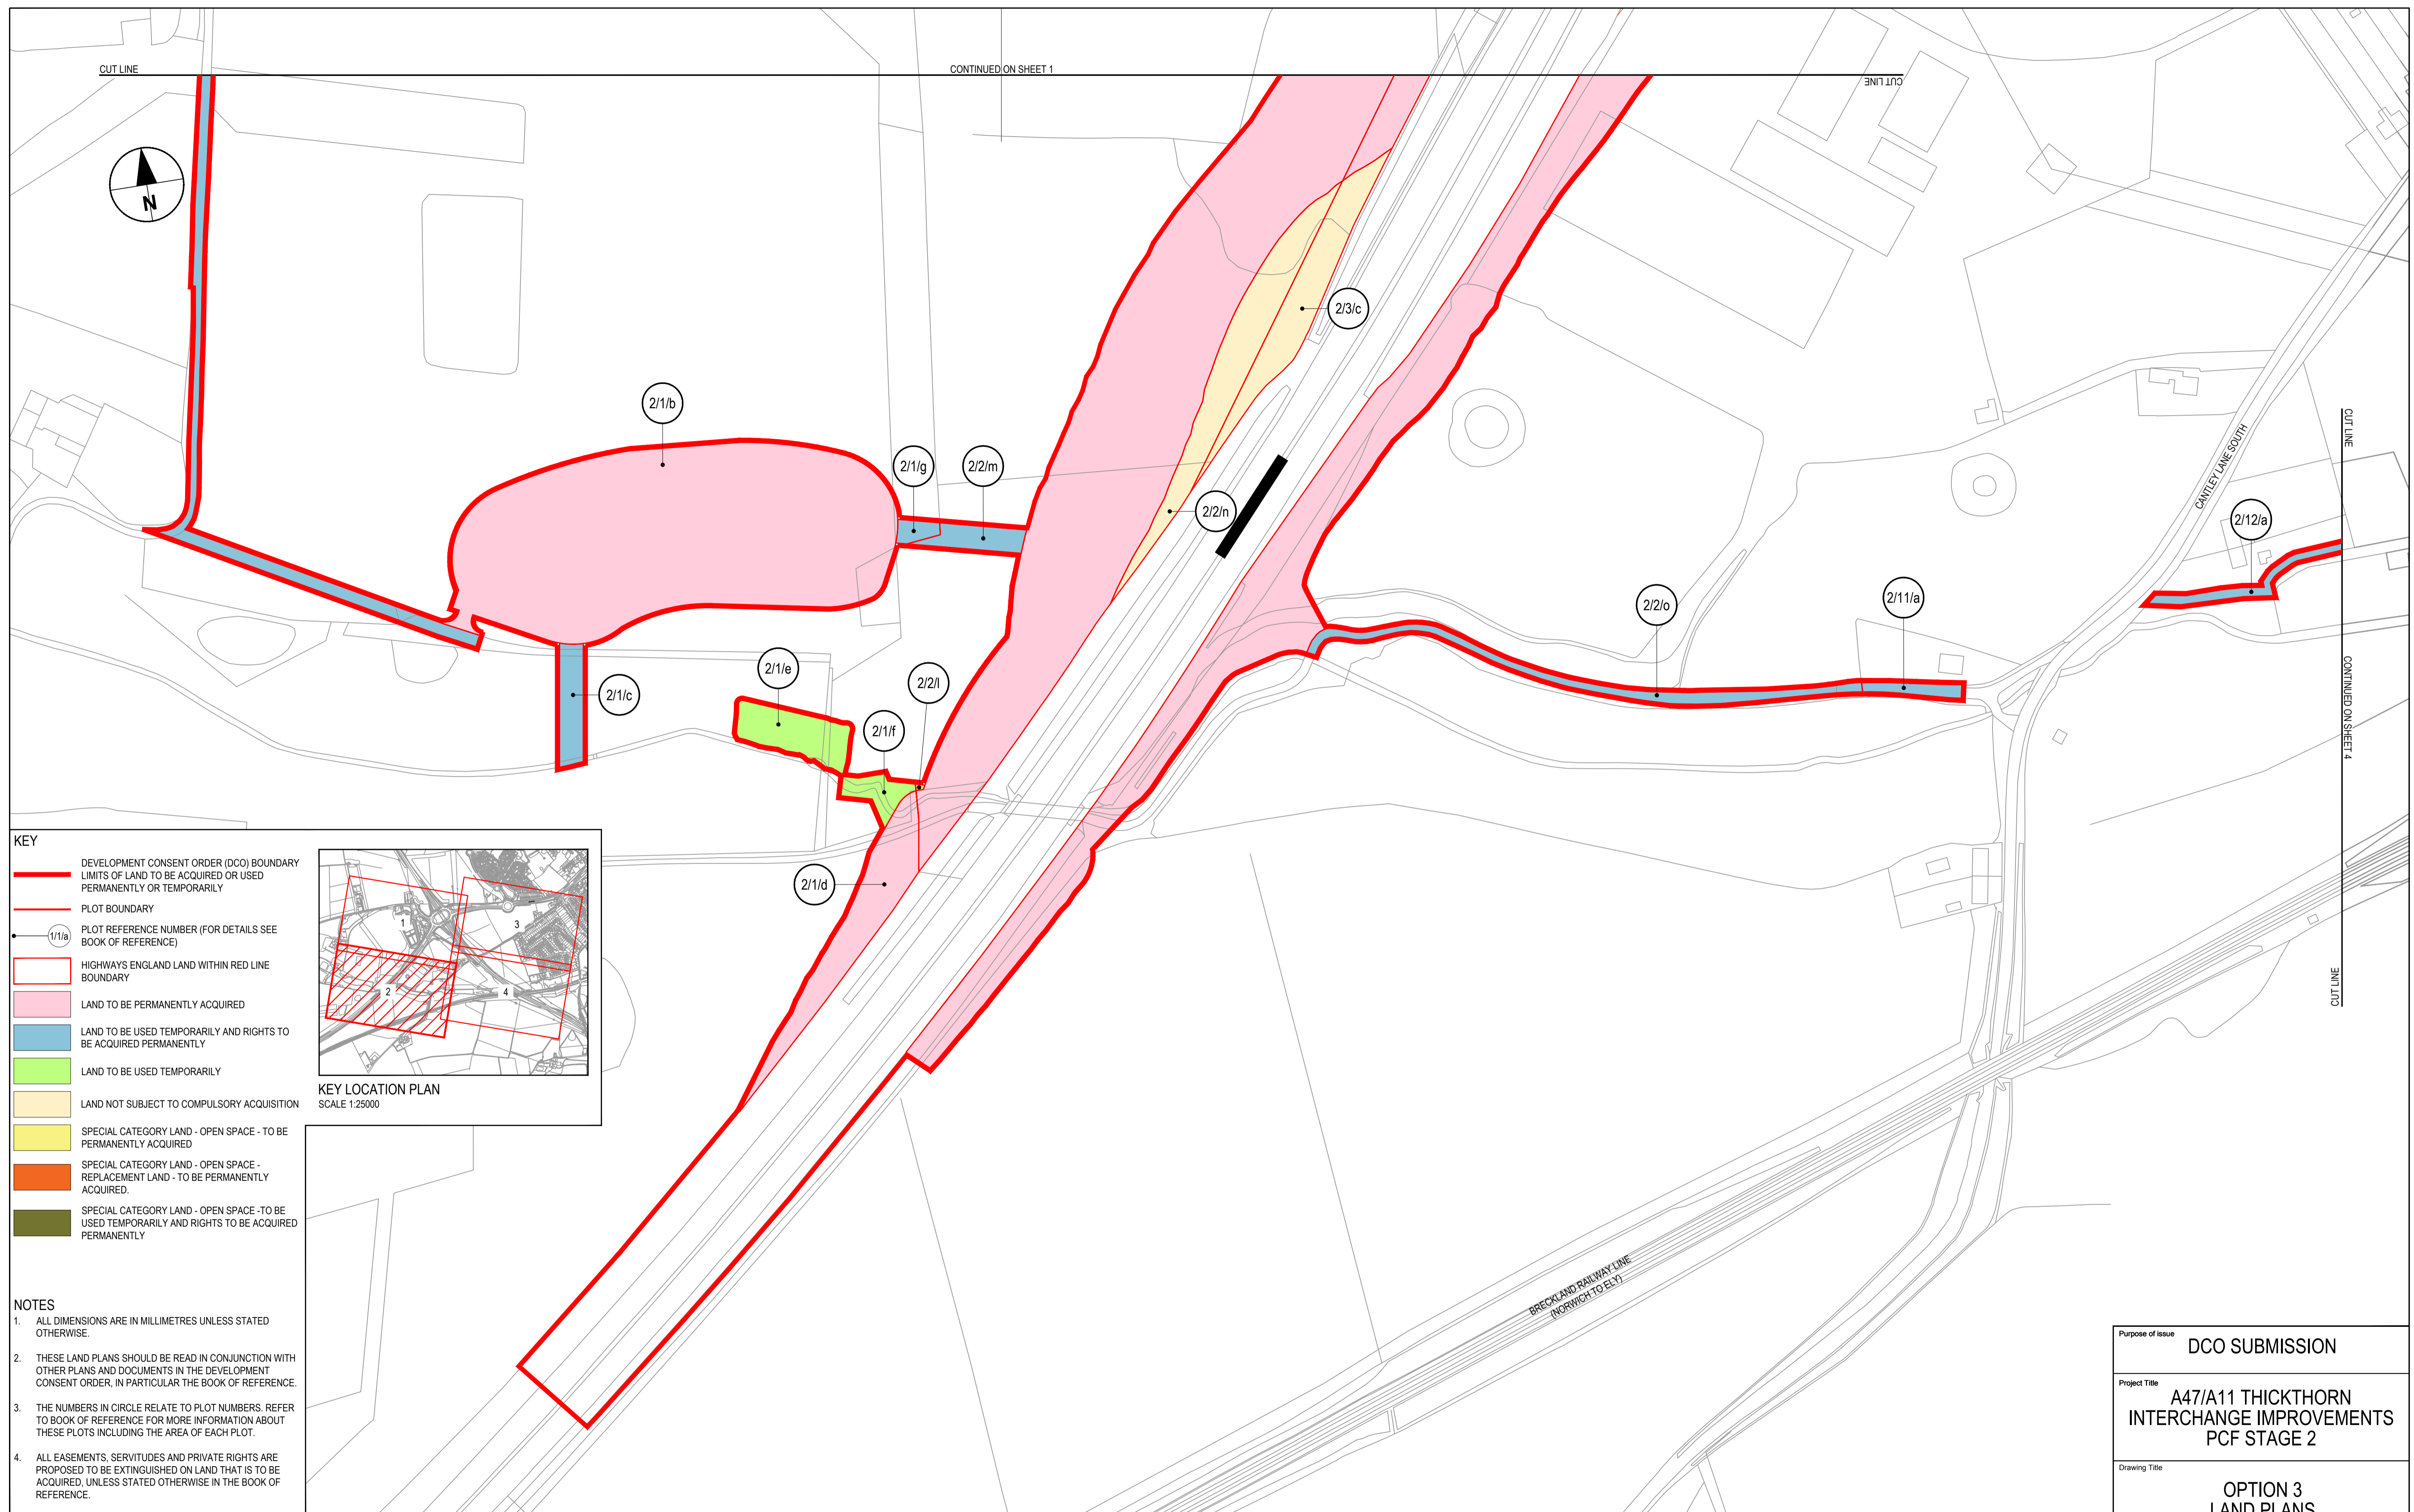 CUT LINE
CONTINUED ON SHEET 1
CUT LINE
N
2/3/c
2/1/b
2/1/g
2/2/m
2/2/n
CANTLEY LANE SOUTH
CUT LINE
2/12/a
2/2/o
2/11/a
2/1/e
2/2/l
2/1/c
2/1/f
CONTINUED ON SHEET 4
2/1/d
CUT LINE
BRECKLAND RAILWAY LINE
(NORWICH TO ELY)
KEY
DEVELOPMENT CONSENT ORDER (DCO) BOUNDARY
LIMITS OF LAND TO BE ACQUIRED OR USED
PERMANENTLY OR TEMPORARILY
PLOT BOUNDARY
1/1/a
PLOT REFERENCE NUMBER (FOR DETAILS SEE
BOOK OF REFERENCE)
HIGHWAYS ENGLAND LAND WITHIN RED LINE
BOUNDARY
LAND TO BE PERMANENTLY ACQUIRED
LAND TO BE USED TEMPORARILY AND RIGHTS TO
BE ACQUIRED PERMANENTLY
LAND TO BE USED TEMPORARILY
LAND NOT SUBJECT TO COMPULSORY ACQUISITION
SPECIAL CATEGORY LAND - OPEN SPACE - TO BE
PERMANENTLY ACQUIRED
SPECIAL CATEGORY LAND - OPEN SPACE -
REPLACEMENT LAND - TO BE PERMANENTLY
ACQUIRED.
SPECIAL CATEGORY LAND - OPEN SPACE -TO BE
USED TEMPORARILY AND RIGHTS TO BE ACQUIRED
PERMANENTLY
1
3
2
4
KEY LOCATION PLAN
SCALE 1:25000
NOTES
1. ALL DIMENSIONS ARE IN MILLIMETRES UNLESS STATED
OTHERWISE.
2. THESE LAND PLANS SHOULD BE READ IN CONJUNCTION WITH
OTHER PLANS AND DOCUMENTS IN THE DEVELOPMENT
CONSENT ORDER, IN PARTICULAR THE BOOK OF REFERENCE.
3. THE NUMBERS IN CIRCLE RELATE TO PLOT NUMBERS. REFER
TO BOOK OF REFERENCE FOR MORE INFORMATION ABOUT
THESE PLOTS INCLUDING THE AREA OF EACH PLOT.
4. ALL EASEMENTS, SERVITUDES AND PRIVATE RIGHTS ARE
PROPOSED TO BE EXTINGUISHED ON LAND THAT IS TO BE
ACQUIRED, UNLESS STATED OTHERWISE IN THE BOOK OF
REFERENCE.
Purpose of issue
DCO SUBMISSION
Project Title
A47/A11 THICKTHORN
INTERCHANGE IMPROVEMENTS
PCF STAGE 2
Drawing Title
OPTION 3
LAND PLANS